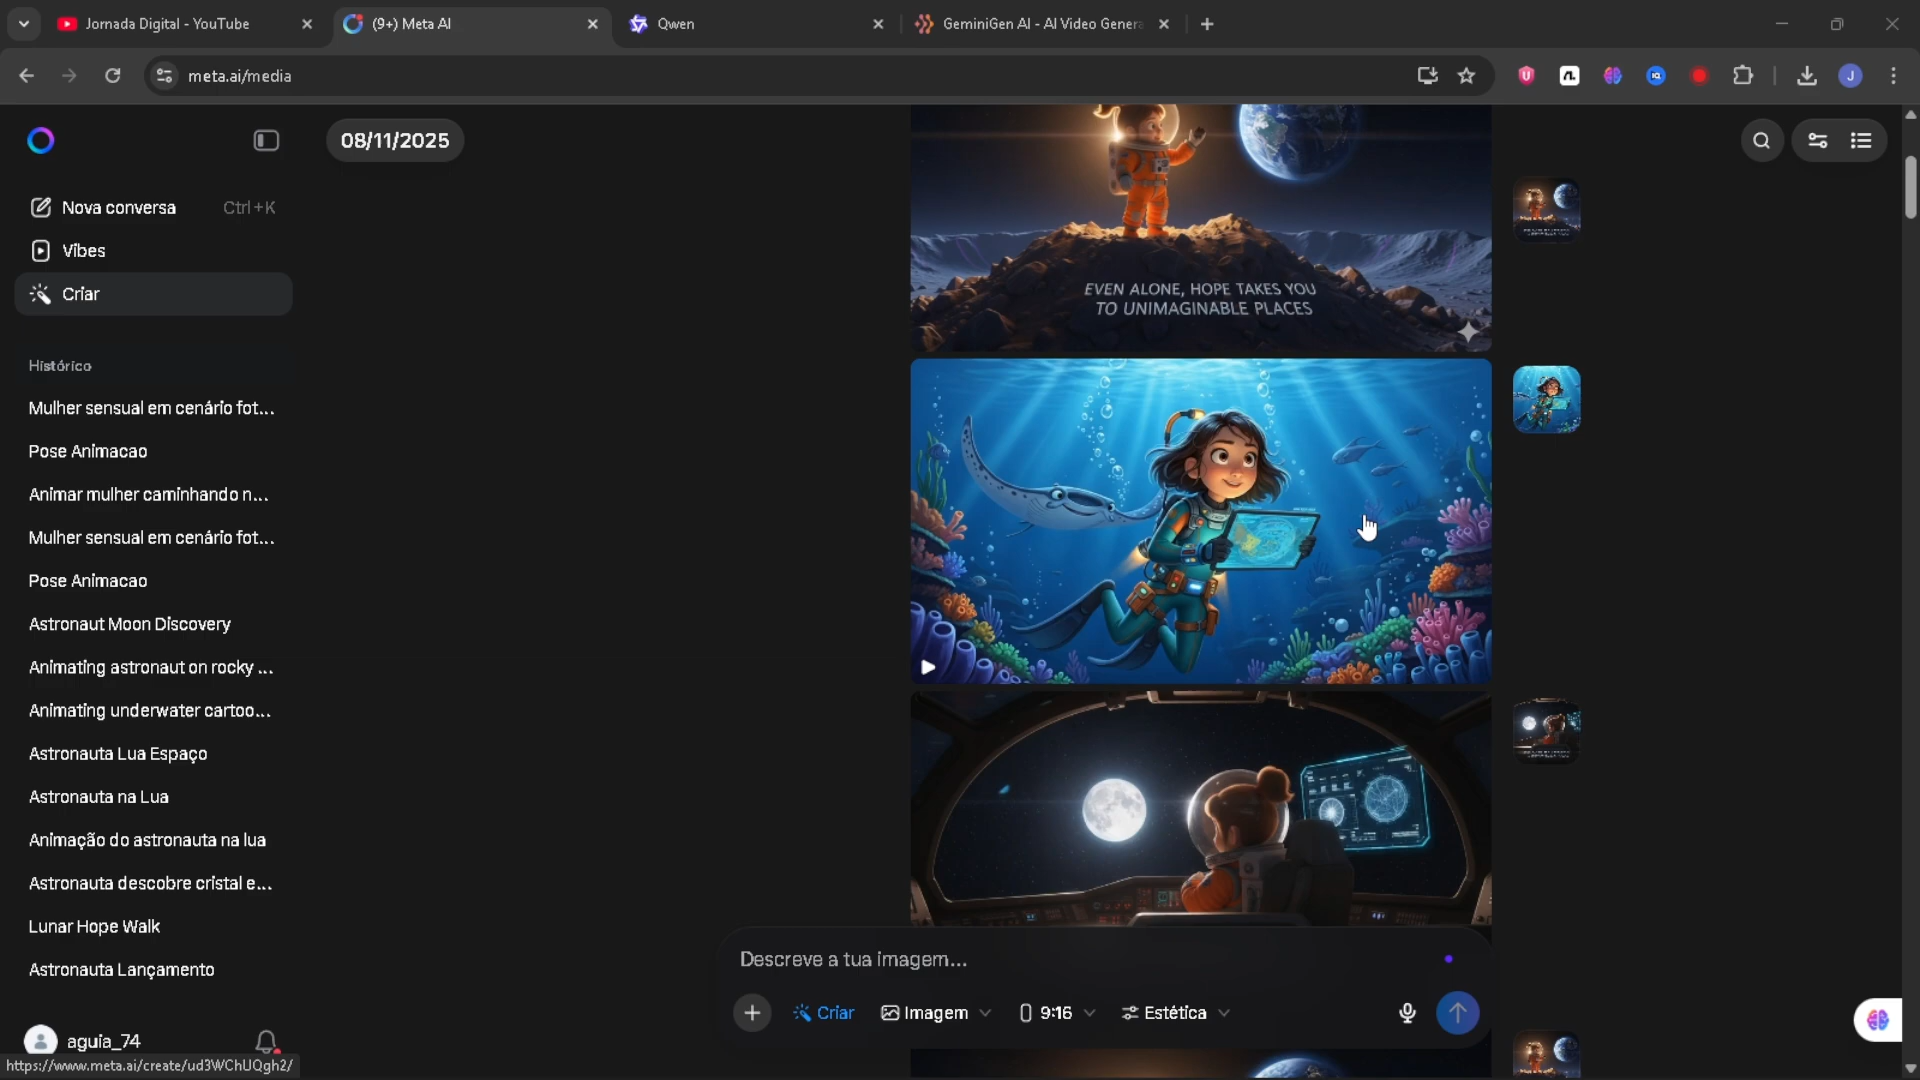 Jornada Digital - YouTube
(9+) Meta AI
Qwen
GeminiGen AI - AI Video Genera
meta.ai/media
J
08/11/2025
Nova conversa
Ctrl+K
Vibes
Criar
Histórico
Mulher sensual em cenário fot...
Pose Animacao
Animar mulher caminhando n...
Mulher sensual em cenário fot...
Pose Animacao
Astronaut Moon Discovery
Animating astronaut on rocky ...
Animating underwater cartoo...
Astronauta Lua Espaço
Astronauta na Lua
Animação do astronauta na lua
Astronauta descobre cristal e...
Lunar Hope Walk
Astronauta Lançamento
aguia_74
https://www.meta.ai/create/ud3WChUQgh2/
EVEN ALONE, HOPE TAKES YOU
TO UNIMAGINABLE PLACES
Descreve a tua imagem...
Criar
Imagem
9:16
Estética